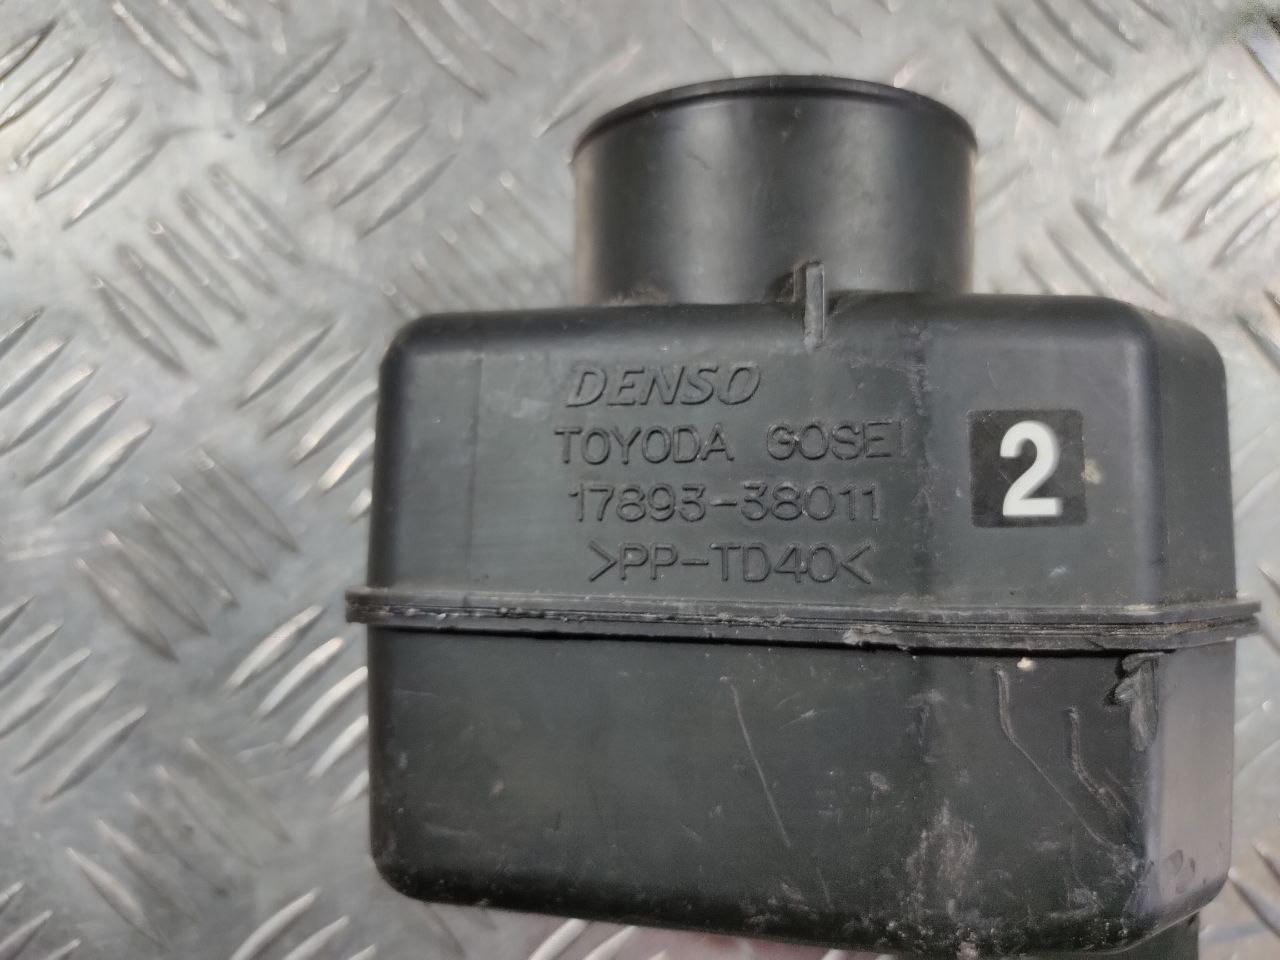 DENSO
TOYODA GOSEI
17893-38011
>PP-TD40<
2